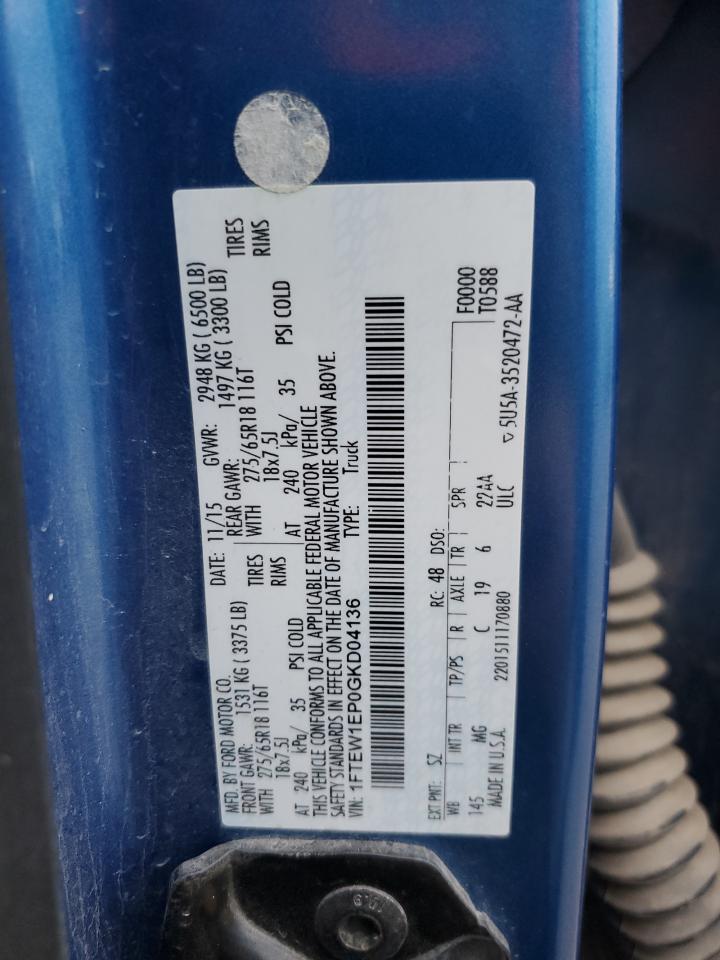 MFD. BY FORD MOTOR CO.
DATE: 11/15 GVWR: 2948 KG ( 6500 LB)
FRONT GAWR: 1531 KG ( 3375 LB) REAR GAWR: 1497 KG ( 3300 LB)
WITH 275/65R18 116T TIRES WITH 275/65R18 116T TIRES
18x7.5J RIMS 18x7.5J RIMS
AT 240 kPa/ 35 PSI COLD AT 240 kPa/ 35 PSI COLD
THIS VEHICLE CONFORMS TO ALL APPLICABLE FEDERAL MOTOR VEHICLE
SAFETY STANDARDS IN EFFECT ON THE DATE OF MANUFACTURE SHOWN ABOVE.
VIN: 1FTEW1EP0GKD04136 TYPE: Truck
EXT PNT: SZ RC: 48 DSO: F0000
WB INT TR TP/PS R AXLE TR SPR T0588
145 MG C 19 6 22AA
MADE IN U.S.A. 2201511170880 ULC ▽ 5U5A-3520472-AA